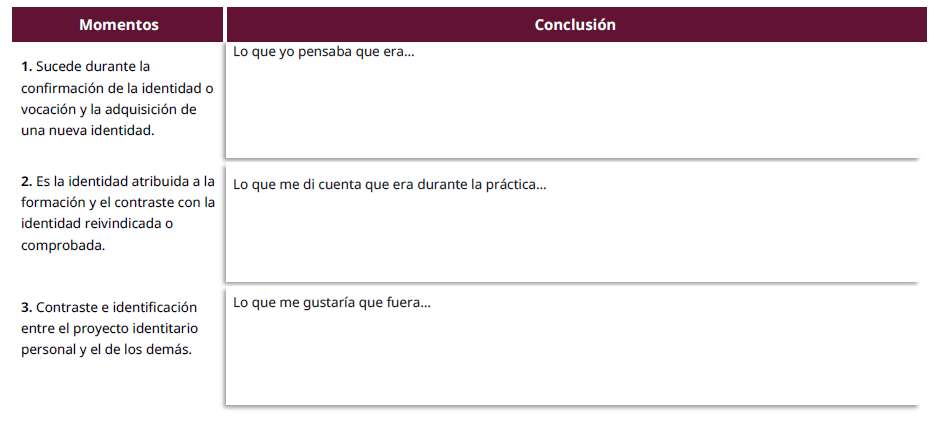 Momentos
Conclusión
1. Sucede durante la
confirmación de la identidad o
vocación y la adquisición de
una nueva identidad.
Lo que yo pensaba que era...
2. Es la identidad atribuida a la
formación y el contraste con la
identidad reivindicada o
comprobada.
Lo que me di cuenta que era durante la práctica...
3. Contraste e identificación
entre el proyecto identitario
personal y el de los demás.
Lo que me gustaría que fuera...